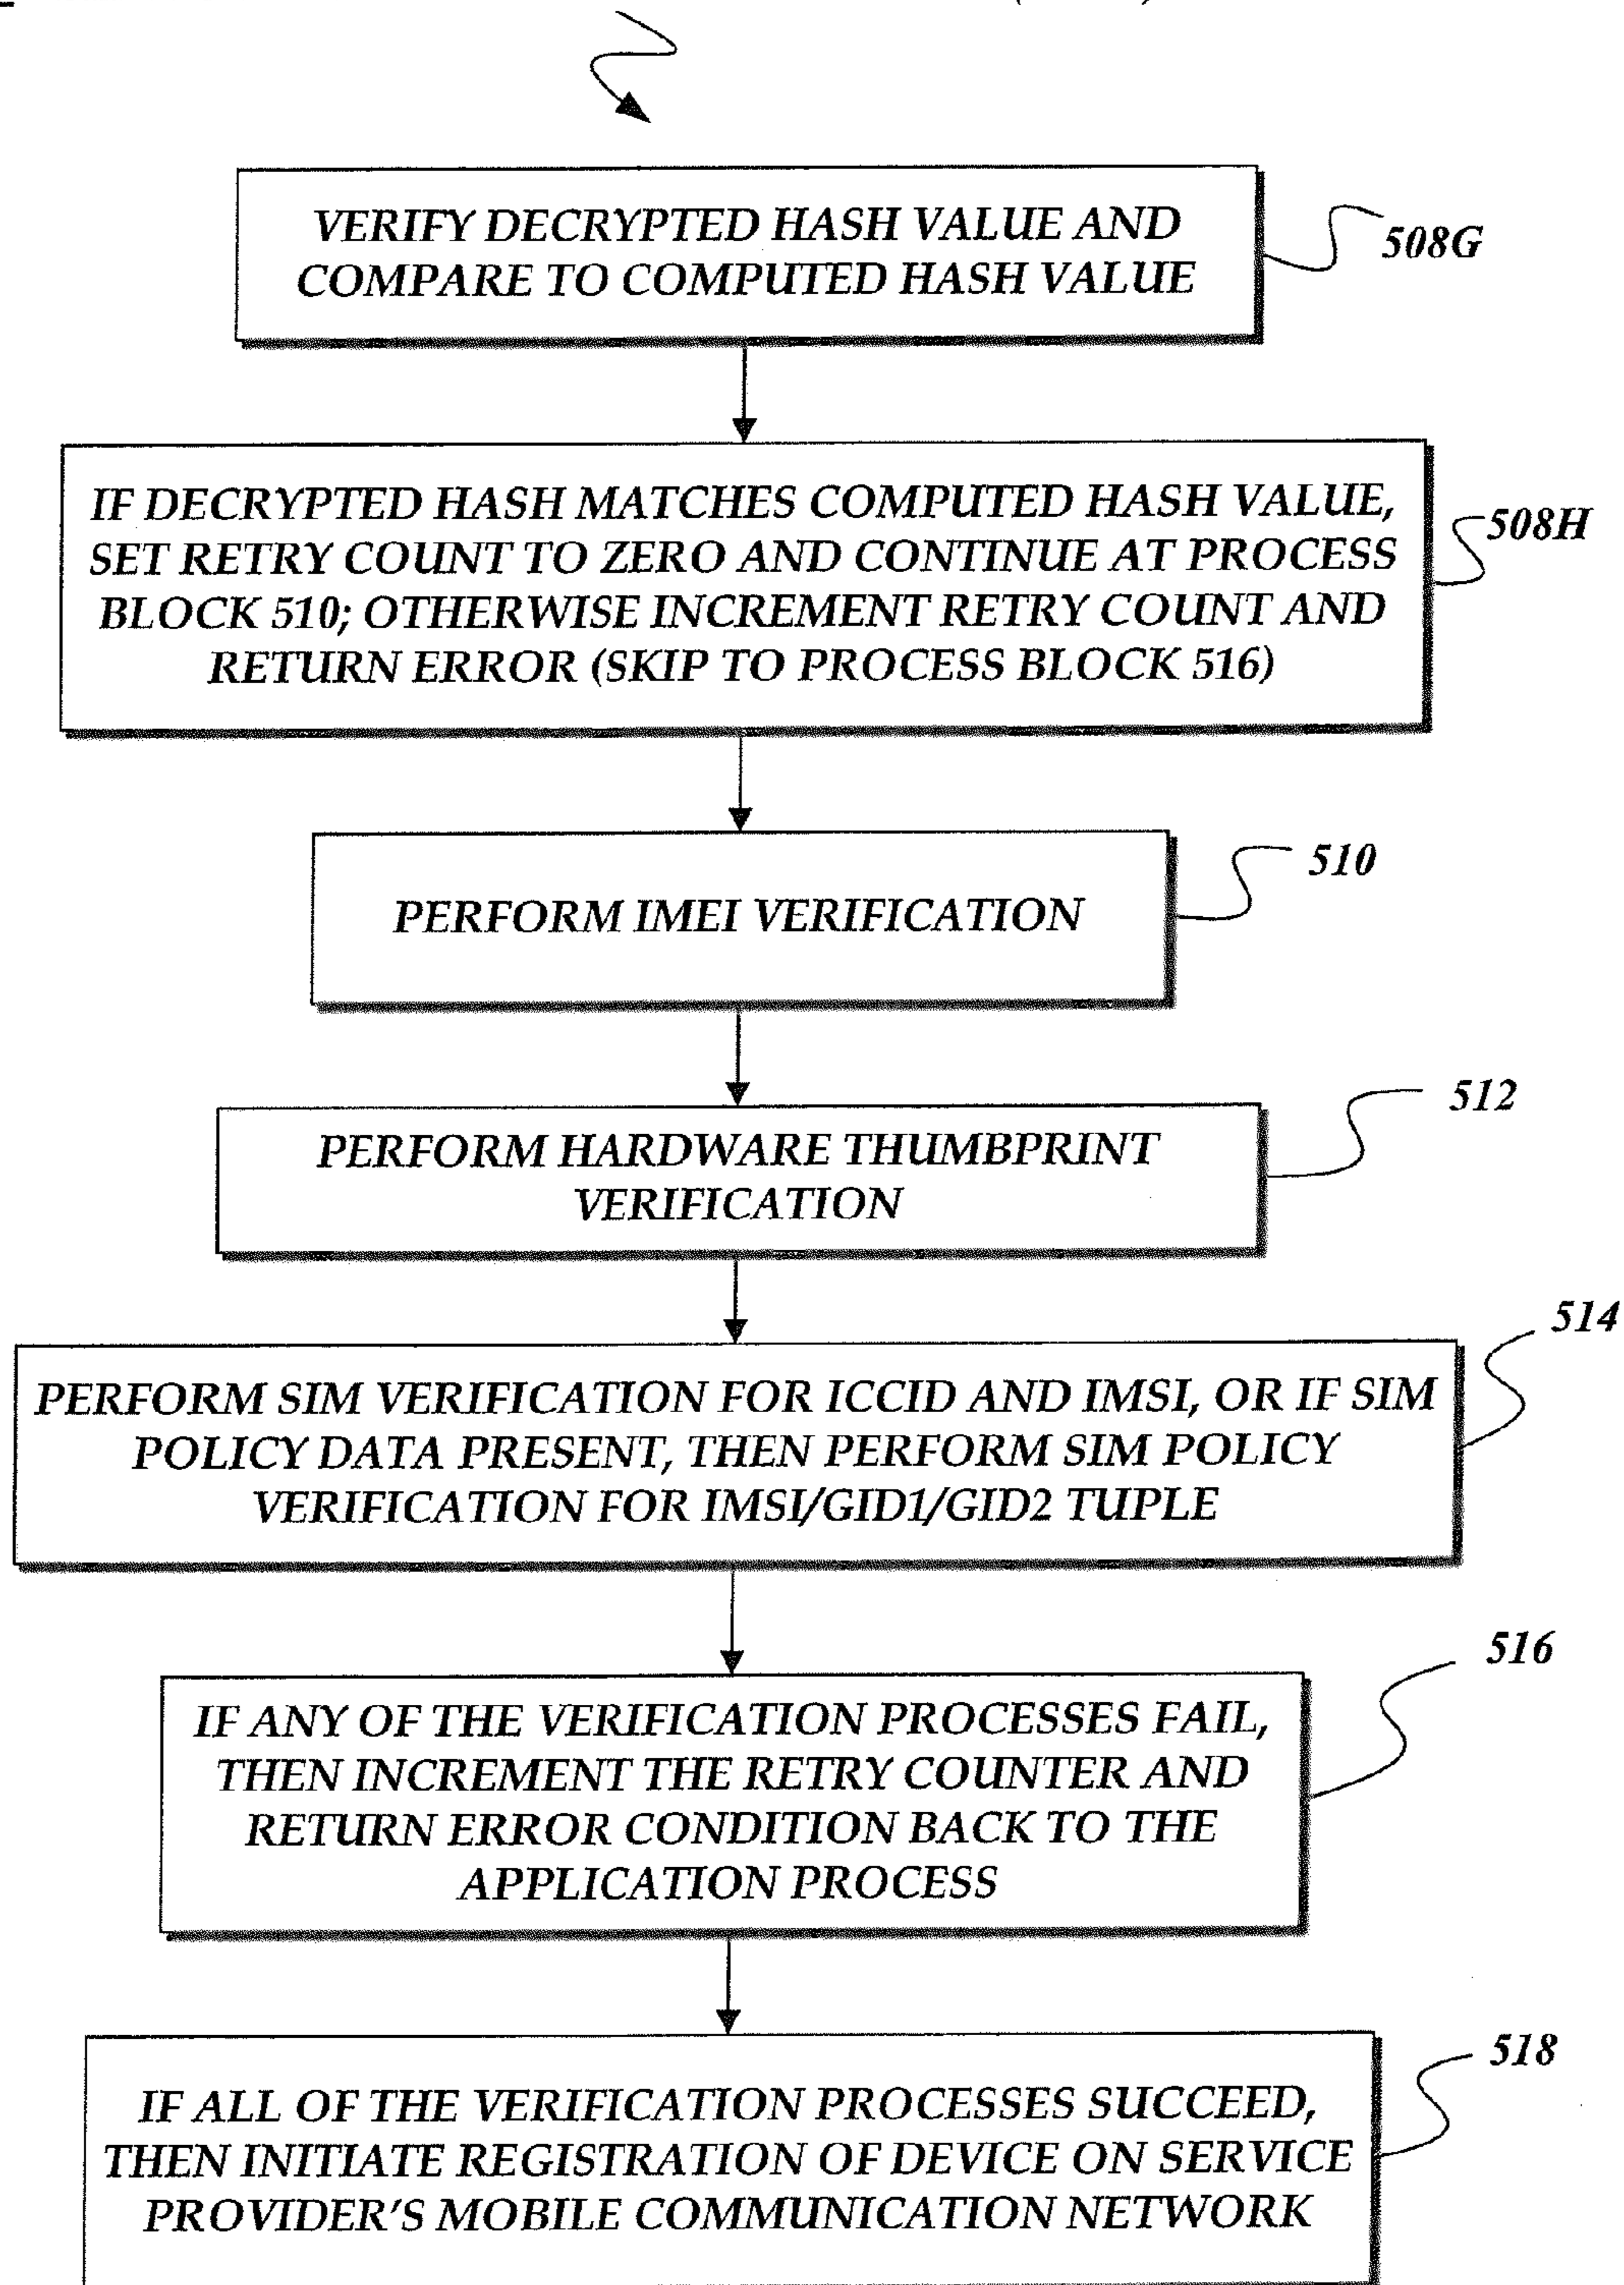 VERIFY DECRYPTED HASH VALUE AND
COMPARE TO COMPUTED HASH VALUE
508G
IF DECRYPTED HASH MATCHES COMPUTED HASH VALUE,
SET RETRY COUNT TO ZERO AND CONTINUE AT PROCESS
BLOCK 510; OTHERWISE INCREMENT RETRY COUNT AND
RETURN ERROR (SKIP TO PROCESS BLOCK 516)
508H
PERFORM IMEI VERIFICATION
510
PERFORM HARDWARE THUMBPRINT
VERIFICATION
512
PERFORM SIM VERIFICATION FOR ICCID AND IMSI, OR IF SIM
POLICY DATA PRESENT, THEN PERFORM SIM POLICY
VERIFICATION FOR IMSI/GID1/GID2 TUPLE
514
IF ANY OF THE VERIFICATION PROCESSES FAIL,
THEN INCREMENT THE RETRY COUNTER AND
RETURN ERROR CONDITION BACK TO THE
APPLICATION PROCESS
516
IF ALL OF THE VERIFICATION PROCESSES SUCCEED,
THEN INITIATE REGISTRATION OF DEVICE ON SERVICE
PROVIDER'S MOBILE COMMUNICATION NETWORK
518